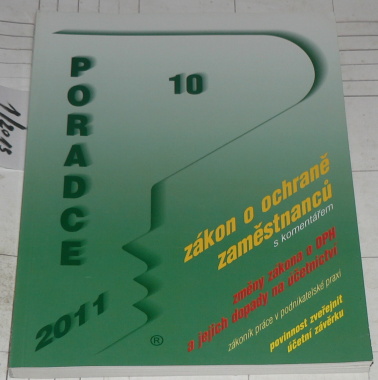 PORADCE
10
2011
®
zákon o ochraně
zaměstnanců
s komentářem
změny zákona o DPH
a jejich dopady na účetnictví
zákoník práce v podnikatelské praxi
povinnost zveřejnit
účetní závěrku